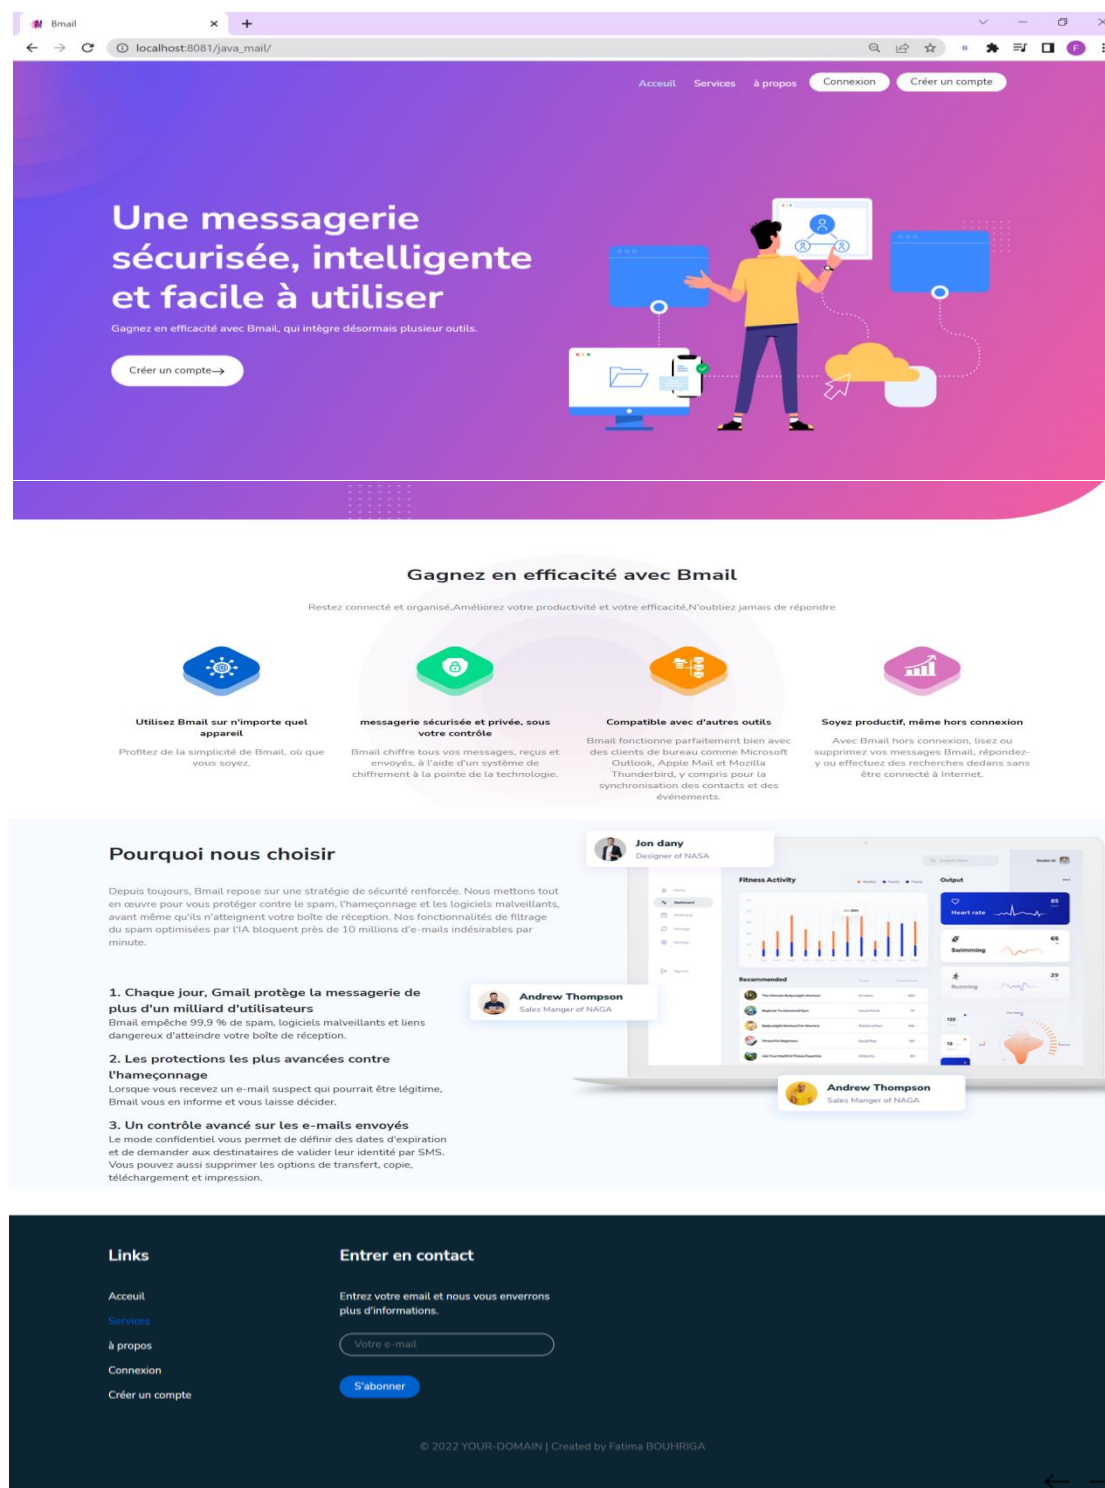 Bmail
localhost:8081/java_mail/
Acceuil Services à propos Connexion Créer un compte
Une messagerie
sécurisée, intelligente
et facile à utiliser
Gagnez en efficacité avec Bmail, qui intègre désormais plusieur outils.
Créer un compte→
Gagnez en efficacité avec Bmail
Restez connecté et organisé,Améliorez votre productivité et votre efficacité,N'oubliez jamais de répondre
Utilisez Bmail sur n'importe quel
appareil
Profitez de la simplicité de Bmail, où que
vous soyez.
messagerie sécurisée et privée, sous
votre contrôle
Bmail chiffre tous vos messages, reçus et
envoyés, à l'aide d'un système de
chiffrement à la pointe de la technologie.
Compatible avec d'autres outils
Bmail fonctionne parfaitement bien avec
des clients de bureau comme Microsoft
Outlook, Apple Mail et Mozilla
Thunderbird, y compris pour la
synchronisation des contacts et des
événements.
Soyez productif, même hors connexion
Avec Bmail hors connexion, lisez ou
supprimez vos messages Bmail, répondez-
y ou effectuez des recherches dedans sans
être connecté à Internet.
Pourquoi nous choisir
Depuis toujours, Bmail repose sur une stratégie de sécurité renforcée. Nous mettons tout
en œuvre pour vous protéger contre le spam, l'hameçonnage et les logiciels malveillants,
avant même qu'ils n'atteignent votre boîte de réception. Nos fonctionnalités de filtrage
du spam optimisées par l'IA bloquent près de 10 millions d'e-mails indésirables par
minute.
1. Chaque jour, Gmail protège la messagerie de
plus d'un milliard d'utilisateurs
Bmail empêche 99,9 % de spam, logiciels malveillants et liens
dangereux d'atteindre votre boîte de réception.
2. Les protections les plus avancées contre
l'hameçonnage
Lorsque vous recevez un e-mail suspect qui pourrait être légitime,
Bmail vous en informe et vous laisse décider.
3. Un contrôle avancé sur les e-mails envoyés
Le mode confidentiel vous permet de définir des dates d'expiration
et de demander aux destinataires de valider leur identité par SMS.
Vous pouvez aussi supprimer les options de transfert, copie,
téléchargement et impression.
Jon dany
Designer of NASA
Fitness Activity
Output
Dashboard
Heart rate
85
Swimming
65
Running
29
Recommended
Andrew Thompson
Sales Manger of NAGA
Andrew Thompson
Sales Manger of NAGA
Links
Acceuil
Services
à propos
Connexion
Créer un compte
Entrer en contact
Entrez votre email et nous vous enverrons
plus d'informations.
Votre e-mail
S'abonner
© 2022 YOUR-DOMAIN | Created by Fatima BOUHRIGA